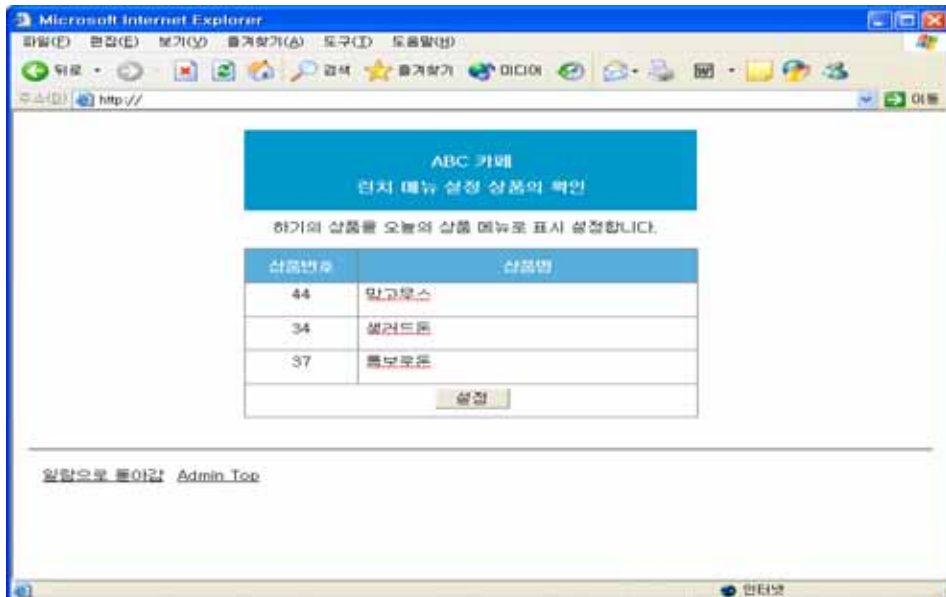 Microsoft Internet Explorer
파일(F) 편집(E) 보기(V) 즐겨찾기(A) 도구(T) 도움말(H)
뒤로 검색 즐겨찾기 미디어
주소(D) http:// 이동
ABC 카페
런치 메뉴 설정 상품의 확인
하기의 상품을 오늘의 상품 메뉴로 표시 설정합니다.
상품번호 상품명
44 망고무스
34 샐러드돈
37 톰보로돈
설정
일람으로 돌아감 Admin Top
인터넷